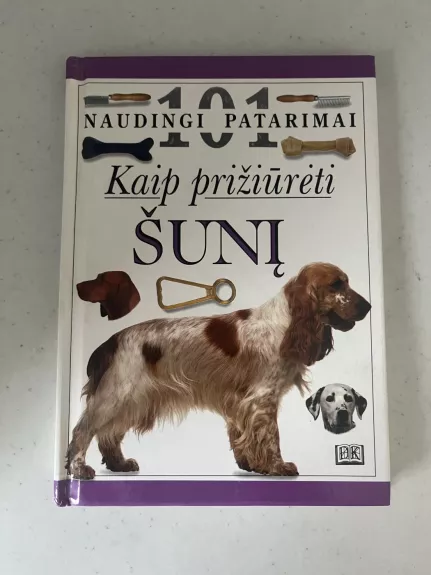 101
NAUDINGI PATARIMAI
Kaip prižiūrėti
ŠUNĮ
DK